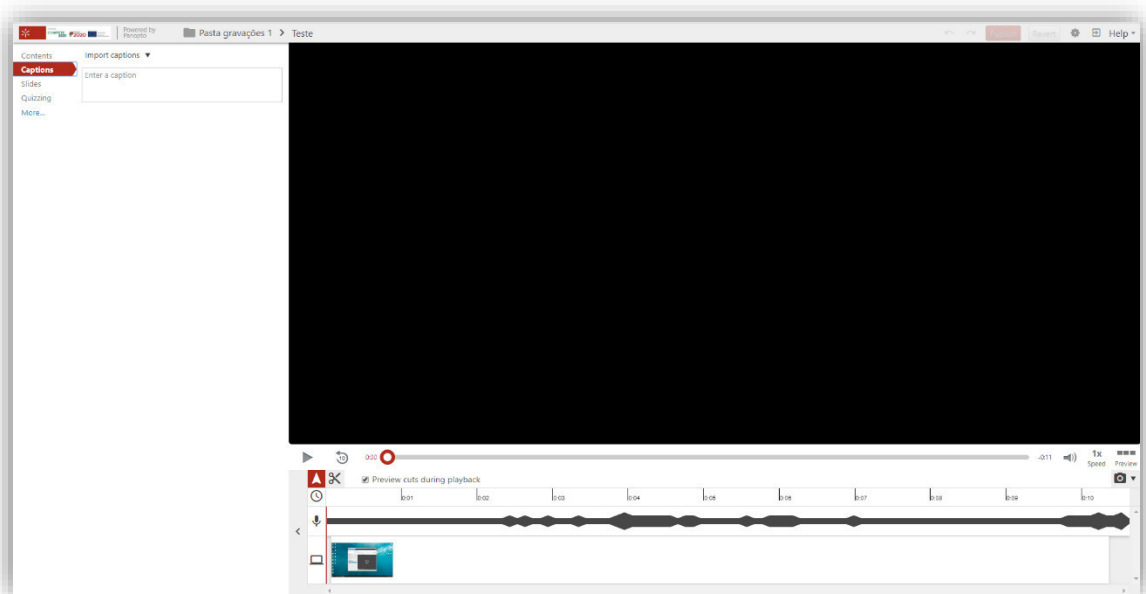 Powered by
Panopto
Pasta gravações 1 > Teste
Publish
Revert
Help
Contents
Captions
Slides
Quizzing
More...
Import captions
Enter a caption
10
0:00
-0:11
1x
Speed
Preview
Preview cuts during playback
0:01 0:02 0:03 0:04 0:05 0:06 0:07 0:08 0:09 0:10